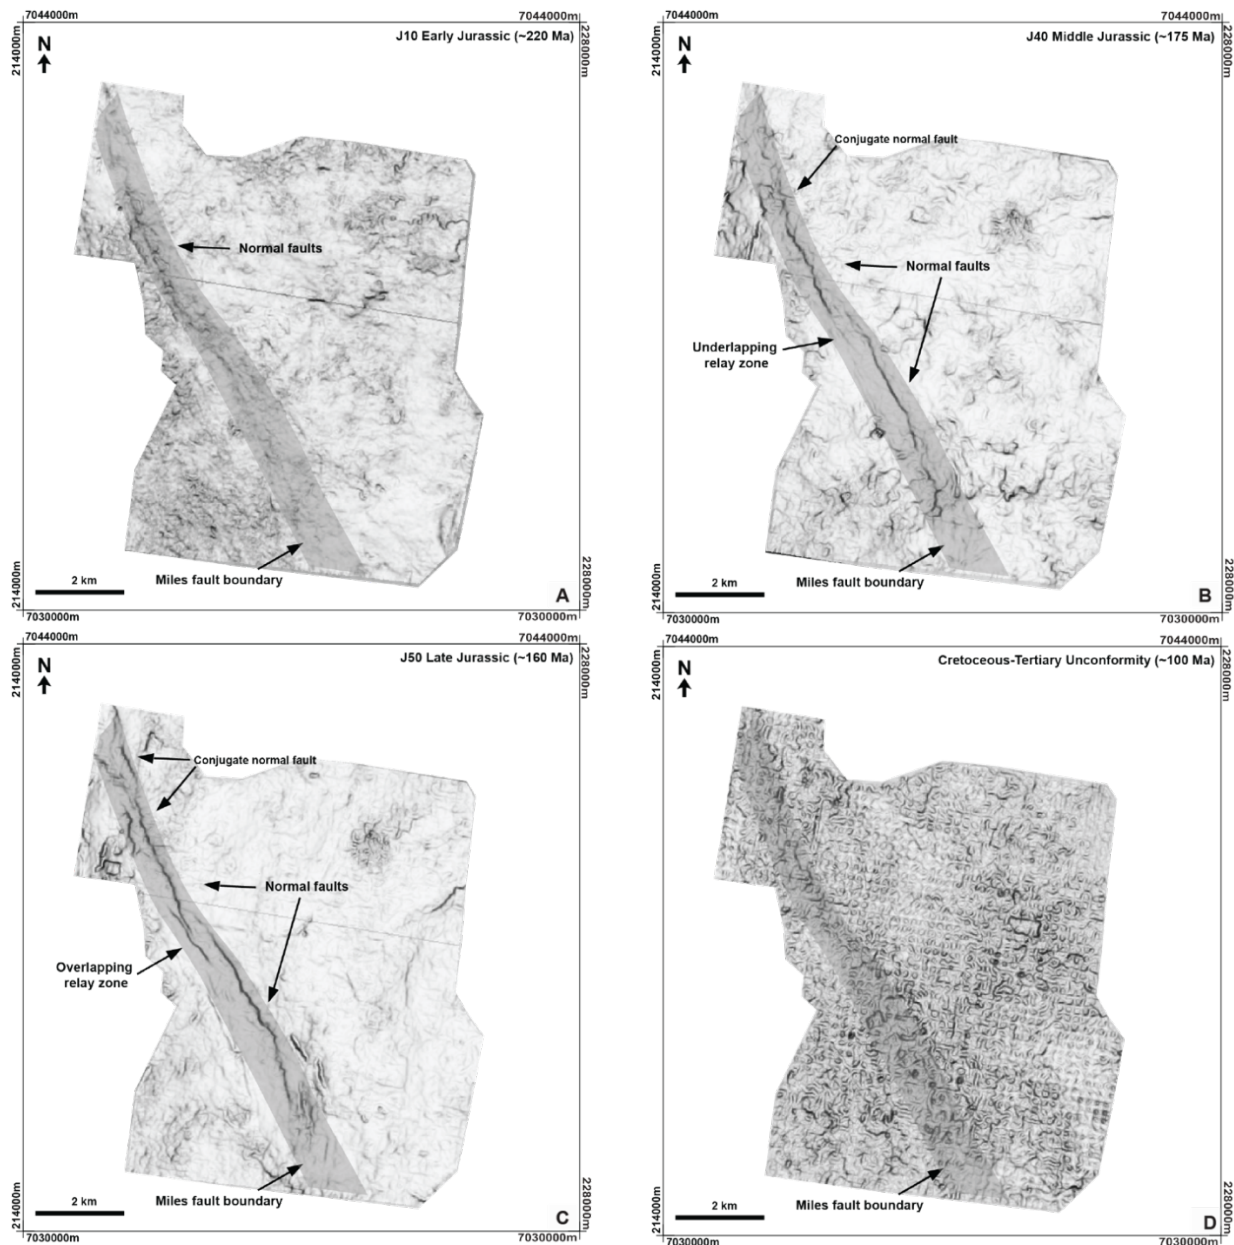 7044000m
7044000m
J10 Early Jurassic (~220 Ma)
214000m
228000m
N
Normal faults
Miles fault boundary
2 km
A
214000m
228000m
7030000m
7030000m
7044000m
7044000m
J40 Middle Jurassic (~175 Ma)
214000m
228000m
N
Conjugate normal fault
Normal faults
Underlapping
relay zone
Miles fault boundary
2 km
B
214000m
228000m
7030000m
7030000m
7044000m
7044000m
J50 Late Jurassic (~160 Ma)
214000m
228000m
N
Conjugate normal fault
Normal faults
Overlapping
relay zone
Miles fault boundary
2 km
C
214000m
228000m
7030000m
7030000m
7044000m
7044000m
Cretoceous-Tertiary Unconformity (~100 Ma)
214000m
228000m
N
Miles fault boundary
2 km
D
214000m
228000m
7030000m
7030000m